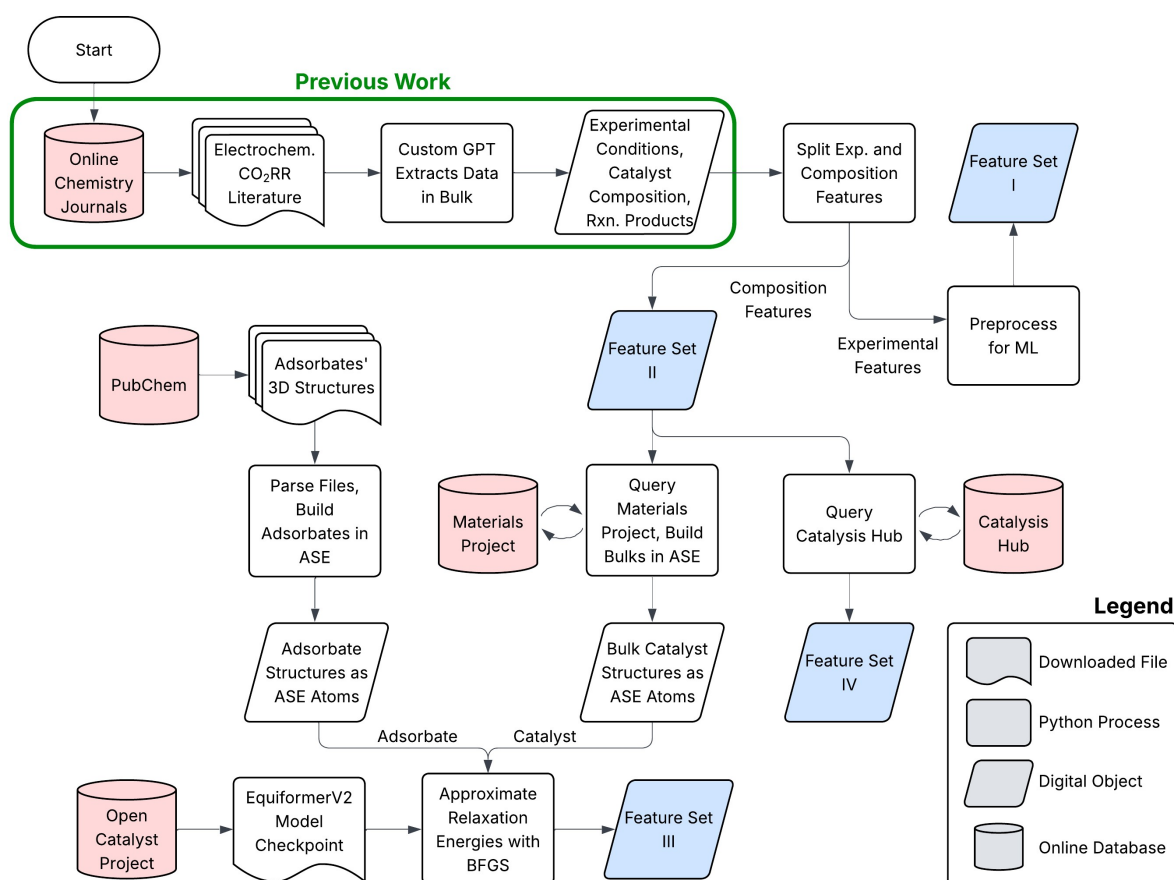 Start
Previous Work
Online
Chemistry
Journals
Electrochem.
CO₂RR
Literature
Custom GPT
Extracts Data
in Bulk
Experimental
Conditions,
Catalyst
Composition,
Rxn. Products
Split Exp. and
Composition
Features
Feature Set
I
Composition
Features
Experimental
Features
Preprocess
for ML
Feature Set
II
PubChem
Adsorbates'
3D Structures
Parse Files,
Build
Adsorbates in
ASE
Materials
Project
Query
Materials
Project, Build
Bulks in ASE
Query
Catalysis Hub
Catalysis
Hub
Adsorbate
Structures as
ASE Atoms
Bulk Catalyst
Structures as
ASE Atoms
Feature Set
IV
Adsorbate
Catalyst
Open
Catalyst
Project
EquiformerV2
Model
Checkpoint
Approximate
Relaxation
Energies with
BFGS
Feature Set
III
Legend
Downloaded File
Python Process
Digital Object
Online Database